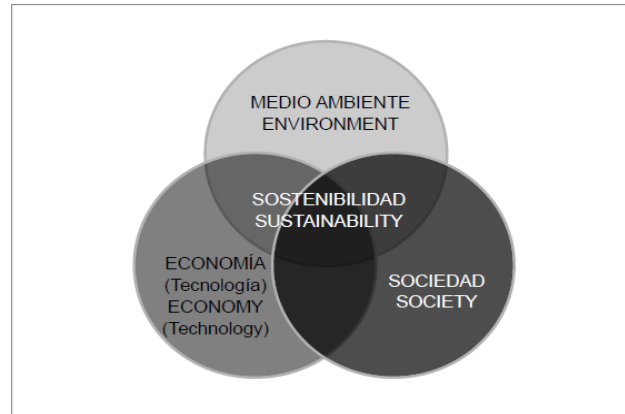 MEDIO AMBIENTE
ENVIRONMENT
SOSTENIBILIDAD
SUSTAINABILITY
ECONOMÍA
(Tecnología)
ECONOMY
(Technology)
SOCIEDAD
SOCIETY